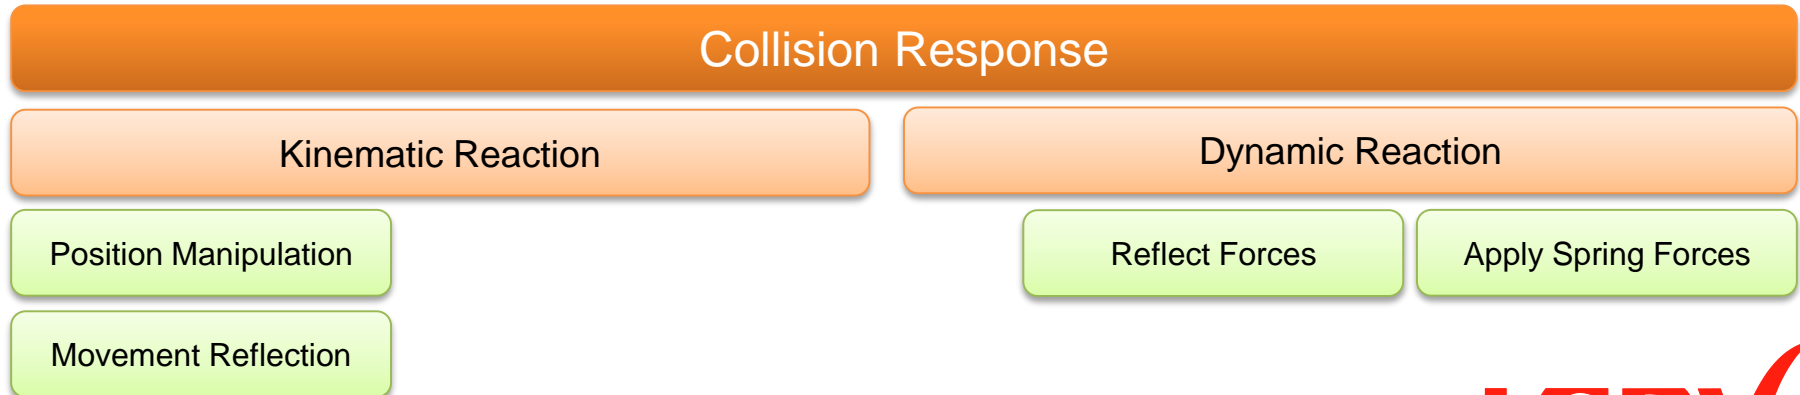 Collision Response
Kinematic Reaction
Dynamic Reaction
Position Manipulation
Reflect Forces
Apply Spring Forces
Movement Reflection